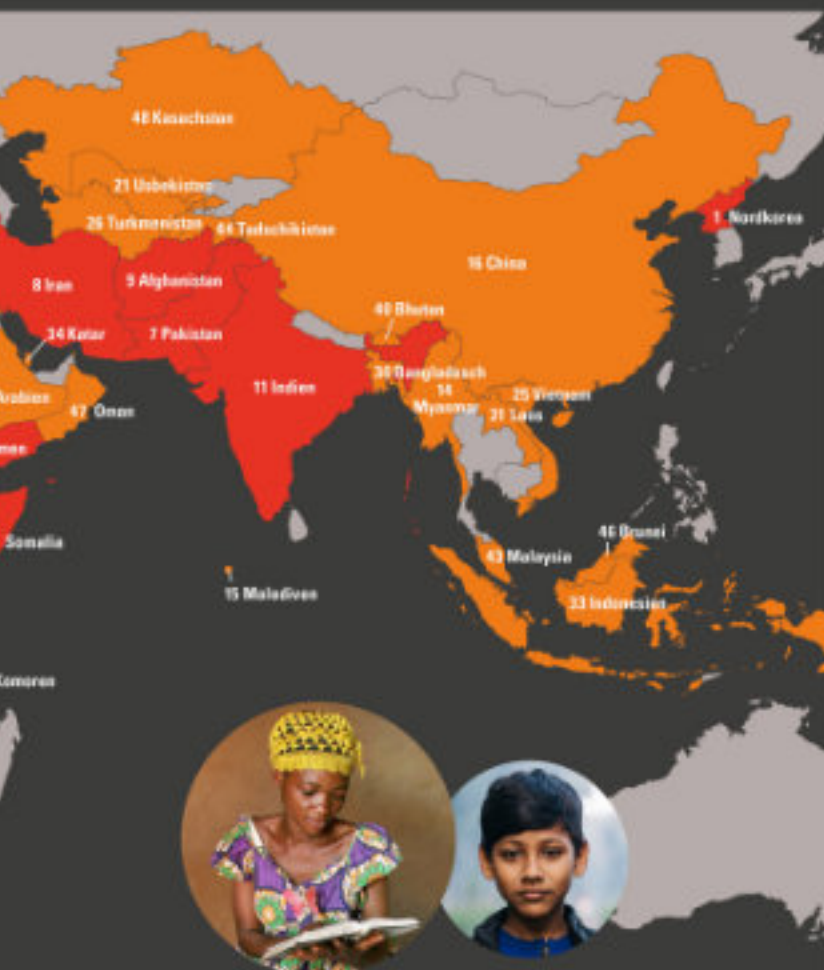 48 Kasachstan
21 Usbekistan
26 Turkmenistan
44 Tadschikistan
1 Nordkorea
16 China
8 Iran
9 Afghanistan
40 Bhutan
34 Katar
7 Pakistan
30 Bangladesch
11 Indien
14
Myanmar
25 Vietnam
31 Laos
Arabien
47 Oman
men
46 Brunei
Somalia
43 Malaysia
15 Malediven
33 Indonesien
Komoren